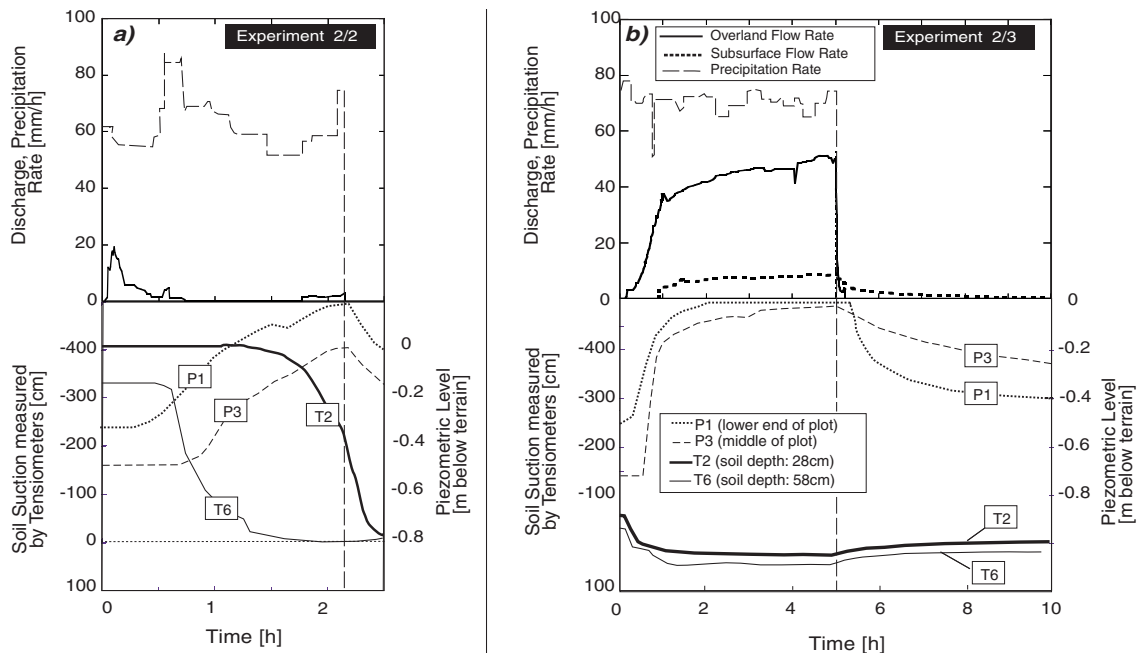 a)
Experiment 2/2
Discharge, Precipitation
Rate [mm/h]
100
80
60
40
20
0
Soil Suction measured
by Tensiometers [cm]
-400
-300
-200
-100
0
100
P1
P3
T2
T6
0
-0.2
-0.4
-0.6
-0.8
Piezometric Level
[m below terrain]
0
1
2
Time [h]
b)
Experiment 2/3
Overland Flow Rate
Subsurface Flow Rate
Precipitation Rate
Discharge, Precipitation
Rate [mm/h]
100
80
60
40
20
0
Soil Suction measured
by Tensiometers [cm]
-400
-300
-200
-100
0
100
P3
P1
P1 (lower end of plot)
P3 (middle of plot)
T2 (soil depth: 28cm)
T6 (soil depth: 58cm)
T2
T6
0
-0.2
-0.4
-0.6
-0.8
Piezometric Level
[m below terrain]
0
2
4
6
8
10
Time [h]